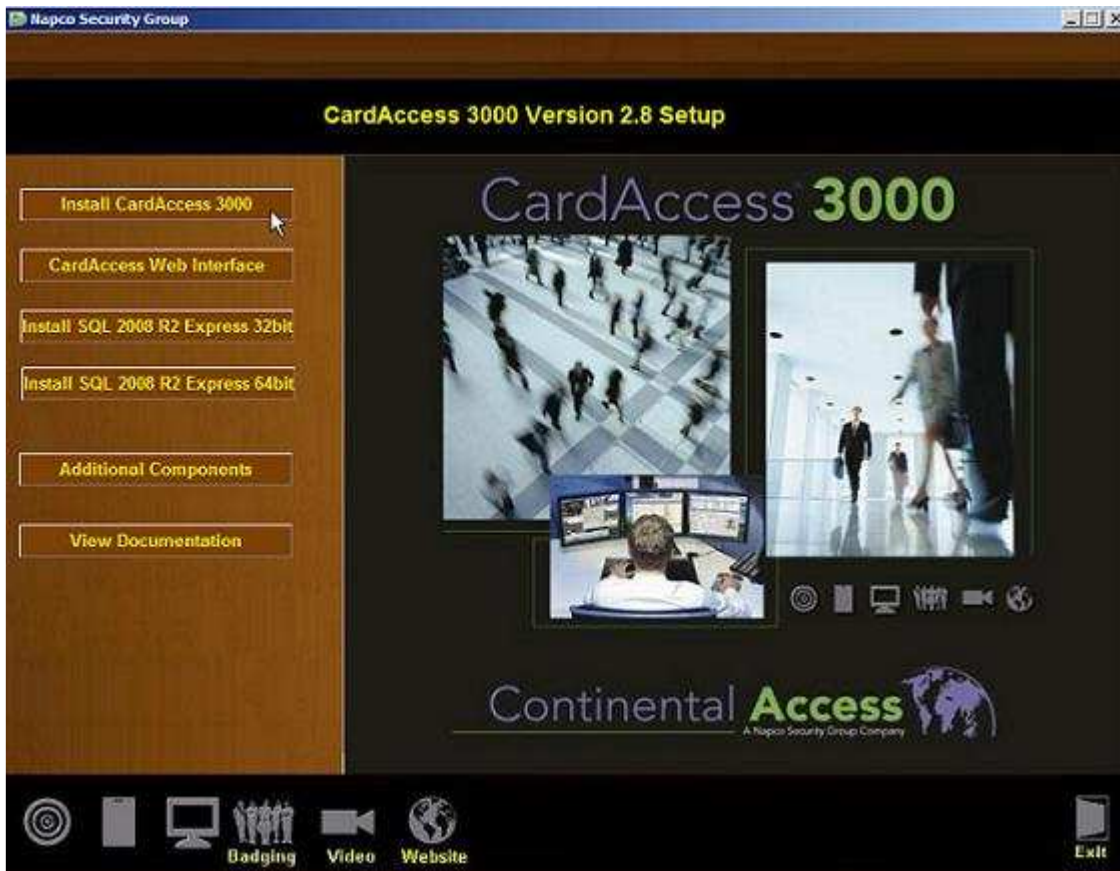 Napco Security Group
CardAccess 3000 Version 2.8 Setup
Install CardAccess 3000
CardAccess Web Interface
Install SQL 2008 R2 Express 32bit
Install SQL 2008 R2 Express 64bit
Additional Components
View Documentation
CardAccess 3000
Continental Access
A Napco Security Group Company
Badging
Video
Website
Exit